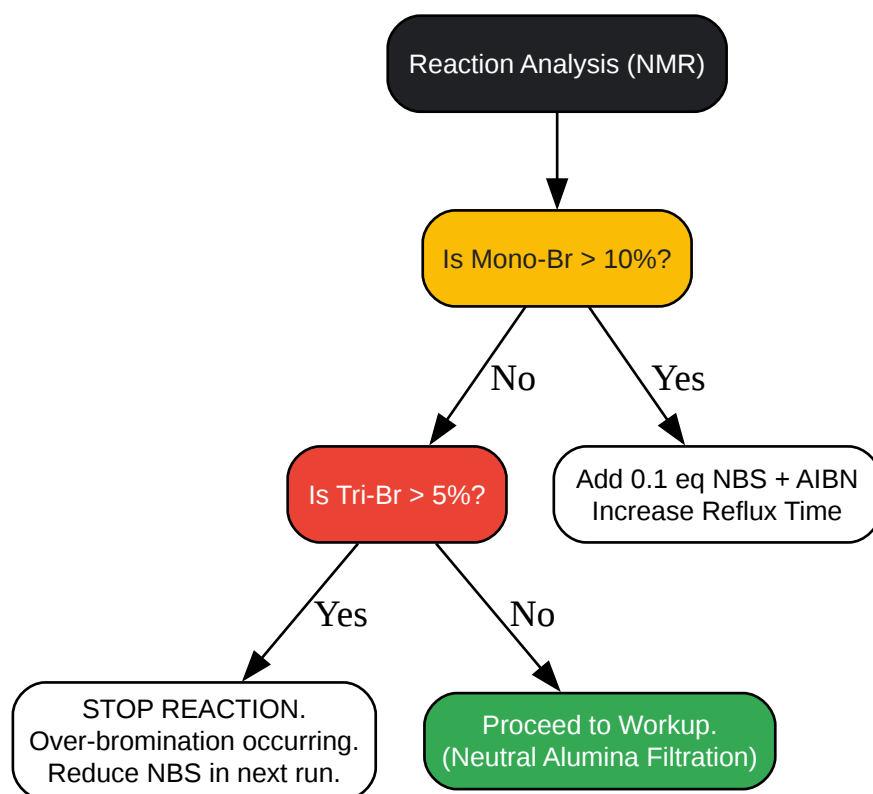 Reaction Analysis (NMR)
Is Mono-Br > 10%?
No
Yes
Is Tri-Br > 5%?
Add 0.1 eq NBS + AIBN
Increase Reflux Time
Yes
No
STOP REACTION.
Over-bromination occurring.
Reduce NBS in next run.
Proceed to Workup.
(Neutral Alumina Filtration)